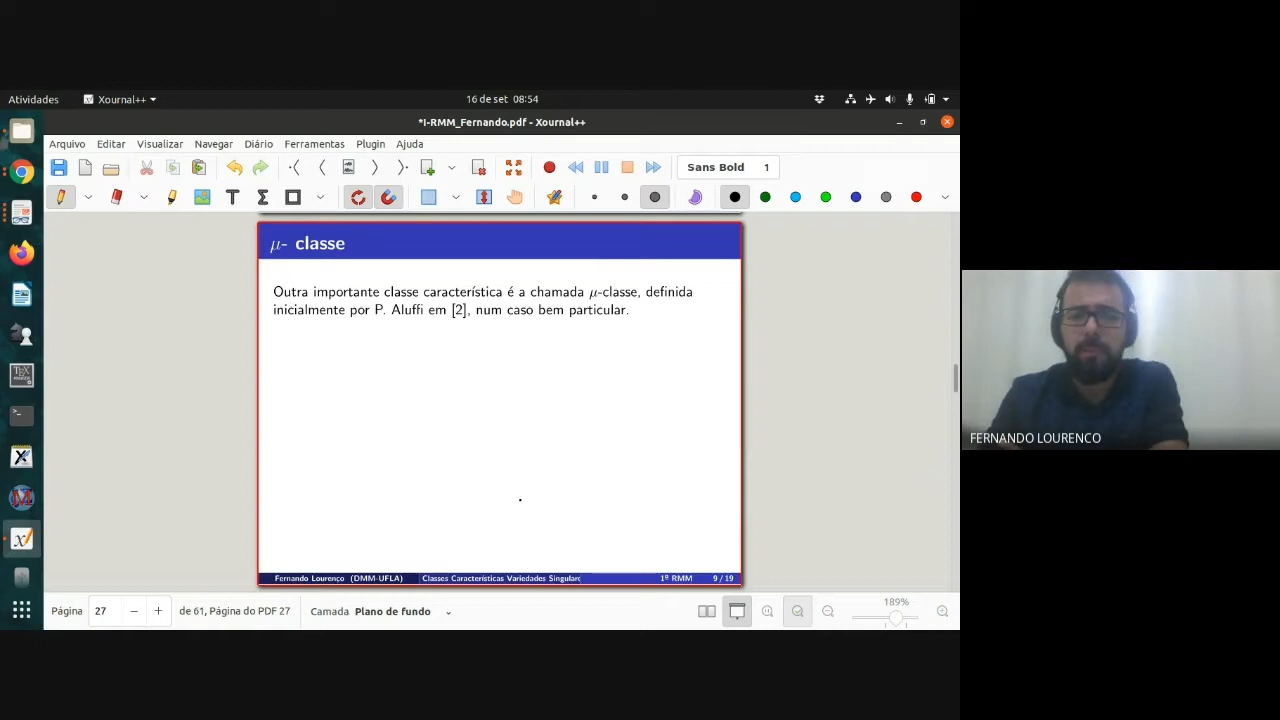 Atividades
Xournal++
16 de set 08:54
*I-RMM_Fernando.pdf - Xournal++
Arquivo Editar Visualizar Navegar Diário Ferramentas Plugin Ajuda
Sans Bold 1
μ- classe
Outra importante classe característica é a chamada μ-classe, definida
inicialmente por P. Aluffi em [2], num caso bem particular.
Fernando Lourenço (DMM-UFLA) Classes Características Variedades Singulare 1º RMM 9 / 19
FERNANDO LOURENCO
Página 27 de 61, Página do PDF 27 Camada Plano de fundo 189%